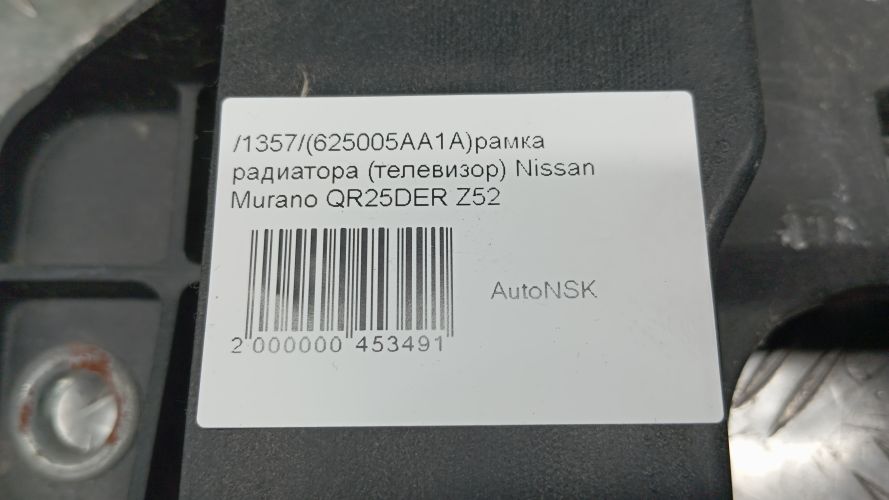 /1357/(625005AA1A)рамка
радиатора (телевизор) Nissan
Murano QR25DER Z52
AutoNSK
2 000000 453491